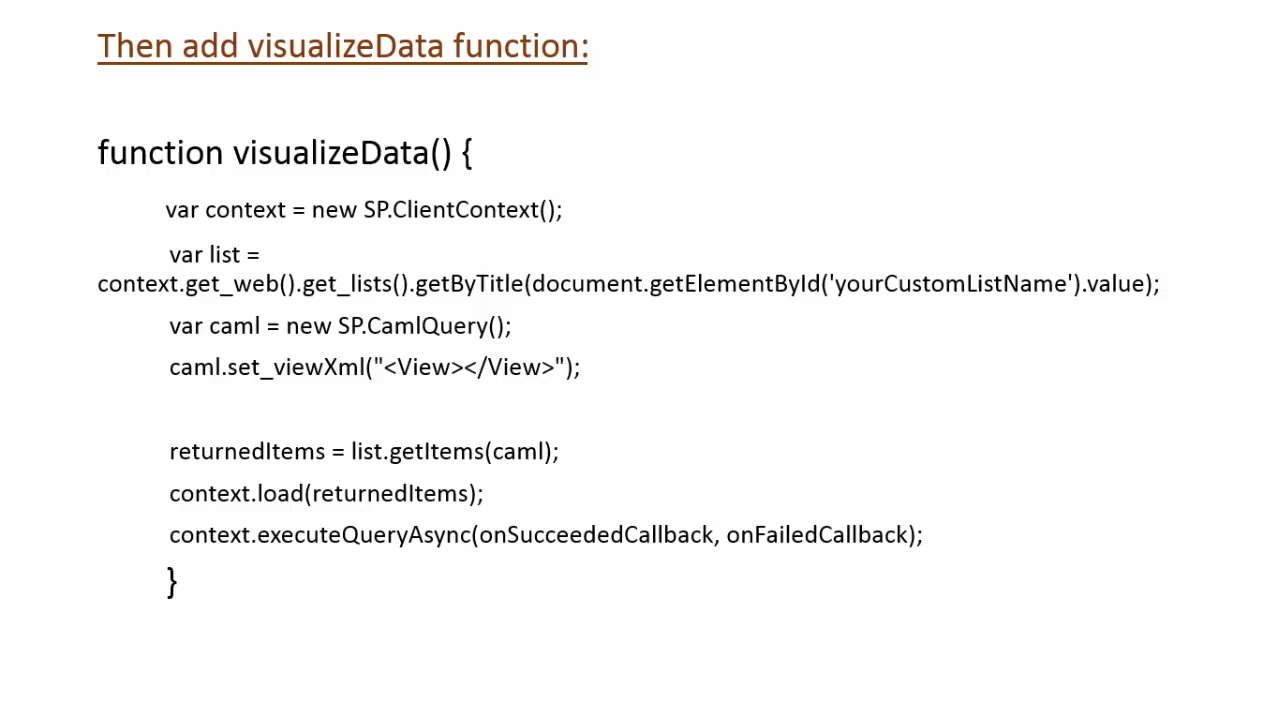 Then add visualizeData function:
function visualizeData() {
var context = new SP.ClientContext();
var list =
context.get_web().get_lists().getByTitle(document.getElementById('yourCustomListName').value);
var caml = new SP.CamlQuery();
caml.set_viewXml("<View></View>");
returnedItems = list.getItems(caml);
context.load(returnedItems);
context.executeQueryAsync(onSucceededCallback, onFailedCallback);
}